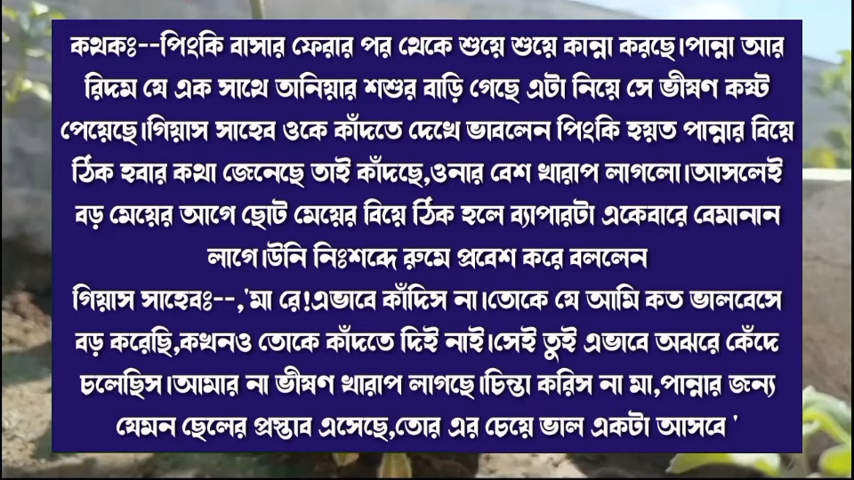 কথকঃ--পিংকি বাসার ফেরার পর থেকে শুয়ে শুয়ে কান্না করছে।পান্না আর
রিদম যে এক সাথে তানিয়ার শশুর বাড়ি গেছে এটা নিয়ে সে ভীষণ কষ্ট
পেয়েছে।গিয়াস সাহেব ওকে কাঁদতে দেখে ভাবলেন পিংকি হয়ত পান্নার বিয়ে
ঠিক হবার কথা জেনেছে তাই কাঁদছে,ওনার বেশ খারাপ লাগলো।আসলেই
বড় মেয়ের আগে ছোট মেয়ের বিয়ে ঠিক হলে ব্যাপারটা একেবারে বেমানান
লাগে।উনি নিঃশব্দে রুমে প্রবেশ করে বললেন
গিয়াস সাহেবঃ--,'মা রে!এভাবে কাঁদিস না।তোকে যে আমি কত ভালবেসে
বড় করেছি,কখনও তোকে কাঁদতে দিই নাই।সেই তুই এভাবে অঝরে কেঁদে
চলেছিস।আমার না ভীষণ খারাপ লাগছে।চিন্তা করিস না মা,পান্নার জন্য
যেমন ছেলের প্রস্তাব এসেছে,তোর এর চেয়ে ভাল একটা আসবে '